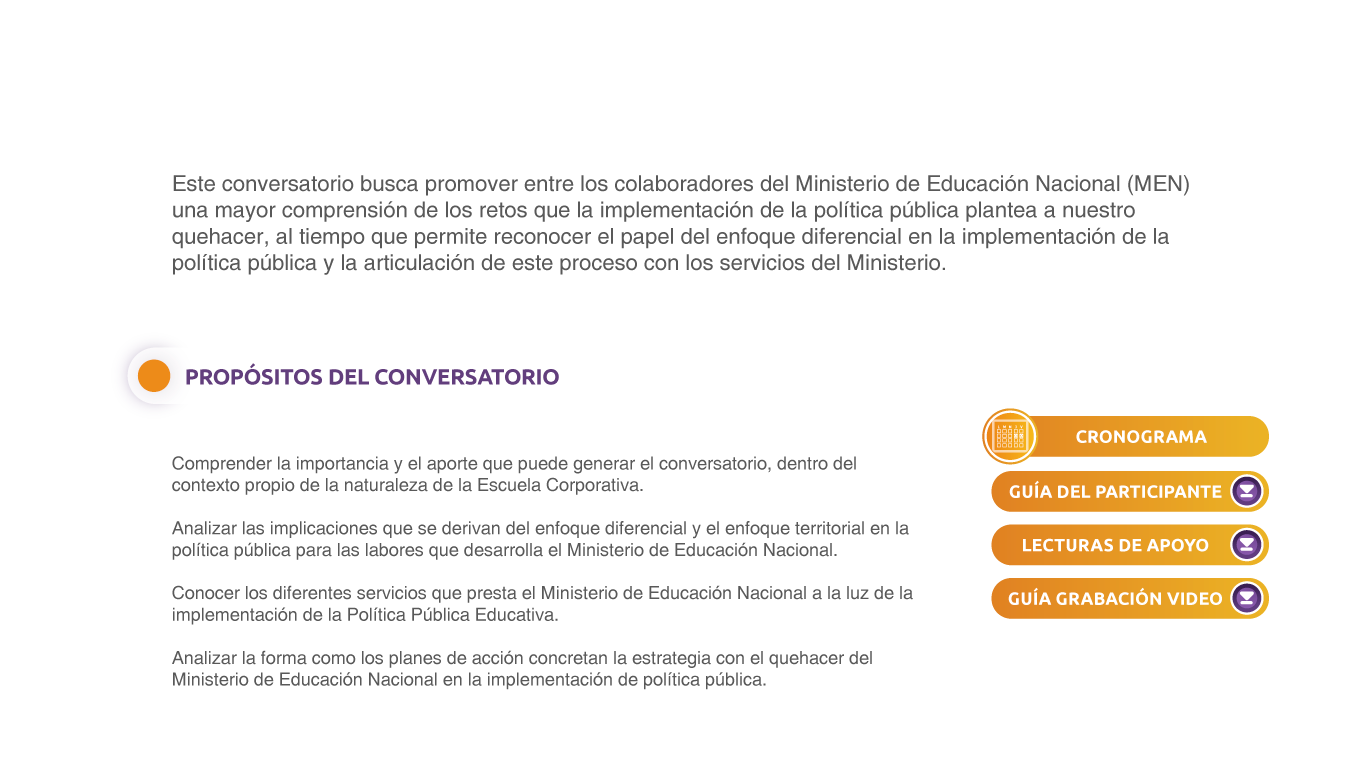 Este conversatorio busca promover entre los colaboradores del Ministerio de Educación Nacional (MEN)
una mayor comprensión de los retos que la implementación de la política pública plantea a nuestro
quehacer, al tiempo que permite reconocer el papel del enfoque diferencial en la implementación de la
política pública y la articulación de este proceso con los servicios del Ministerio.
PROPÓSITOS DEL CONVERSATORIO
Comprender la importancia y el aporte que puede generar el conversatorio, dentro del
contexto propio de la naturaleza de la Escuela Corporativa.
Analizar las implicaciones que se derivan del enfoque diferencial y el enfoque territorial en la
política pública para las labores que desarrolla el Ministerio de Educación Nacional.
Conocer los diferentes servicios que presta el Ministerio de Educación Nacional a la luz de la
implementación de la Política Pública Educativa.
Analizar la forma como los planes de acción concretan la estrategia con el quehacer del
Ministerio de Educación Nacional en la implementación de política pública.
CRONOGRAMA
GUÍA DEL PARTICIPANTE
LECTURAS DE APOYO
GUÍA GRABACIÓN VIDEO